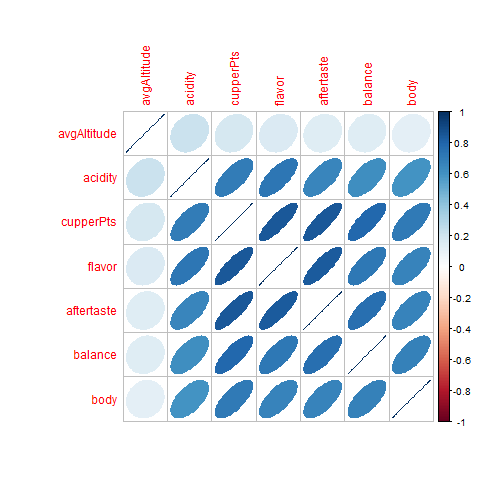 avgAltitude
acidity
cupperPts
flavor
aftertaste
balance
body
avgAltitude
acidity
cupperPts
flavor
aftertaste
balance
body
1
0.8
0.6
0.4
0.2
0
-0.2
-0.4
-0.6
-0.8
-1